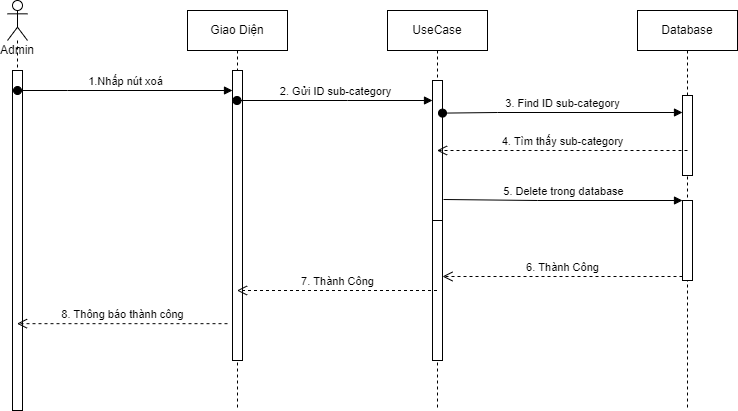 Giao Diện
UseCase
Database
Admin
1.Nhấp nút xoá
2. Gửi ID sub-category
3. Find ID sub-category
4. Tìm thấy sub-category
5. Delete trong database
6. Thành Công
7. Thành Công
8. Thông báo thành công